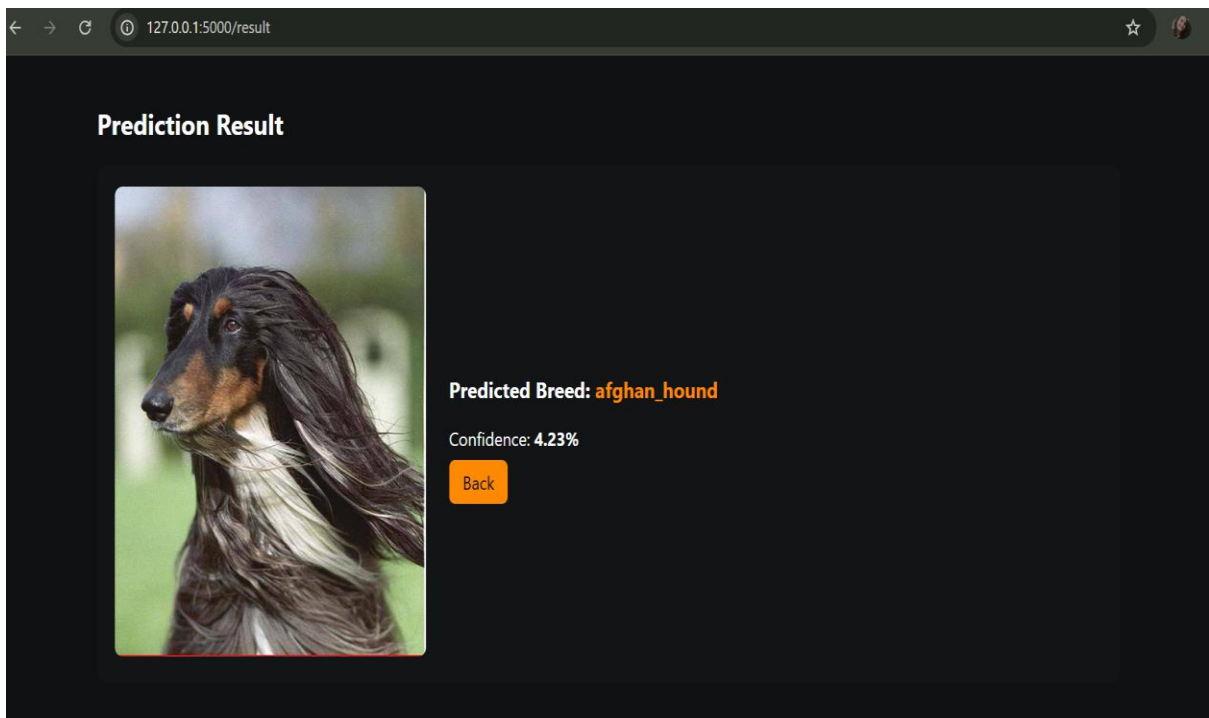 127.0.0.1:5000/result
Prediction Result
Predicted Breed: afghan_hound
Confidence: 4.23%
Back